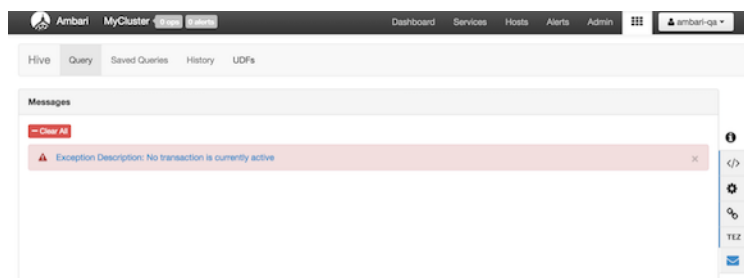 Ambari MyCluster 0 ops 0 alerts Dashboard Services Hosts Alerts Admin ambari-qa
Hive Query Saved Queries History UDFs
Messages
Clear All
Exception Description: No transaction is currently active ×
TEZ